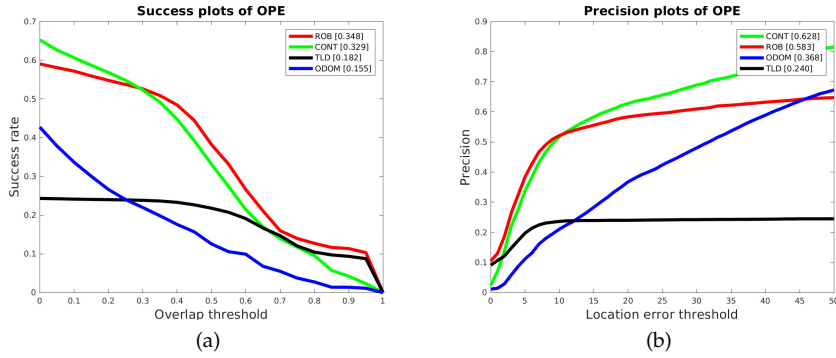 Success plots of OPE
ROB [0.348]
CONT [0.329]
TLD [0.182]
ODOM [0.155]
Success rate
0.7
0.6
0.5
0.4
0.3
0.2
0.1
0
0 0.1 0.2 0.3 0.4 0.5 0.6 0.7 0.8 0.9 1
Overlap threshold
(a)
Precision plots of OPE
CONT [0.628]
ROB [0.583]
ODOM [0.368]
TLD [0.240]
Precision
0.9
0.8
0.7
0.6
0.5
0.4
0.3
0.2
0.1
0
0 5 10 15 20 25 30 35 40 45 50
Location error threshold
(b)